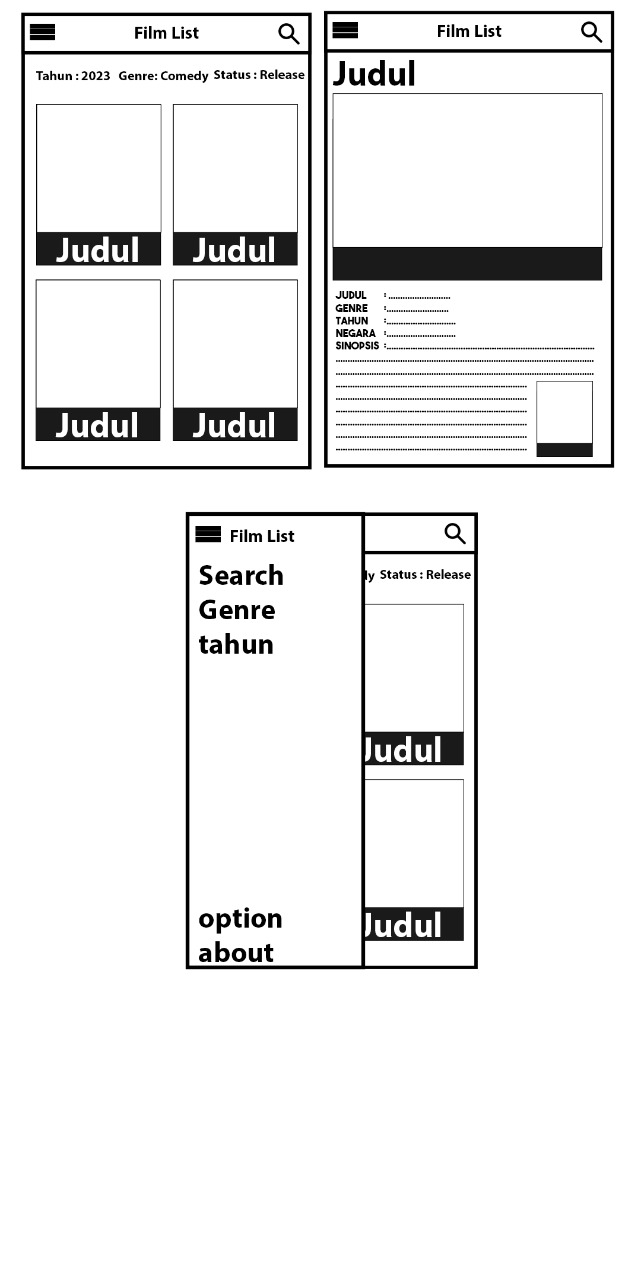 Film List
Tahun : 2023 Genre: Comedy Status : Release
Judul Judul
Judul Judul
Film List
Judul
JUDUL : ..........................
GENRE :.........................
TAHUN :...........................
NEGARA :...........................
SINOPSIS :................................................................................
Film List
Search
Genre
tahun
option
about
ly Status : Release
Judul
Judul